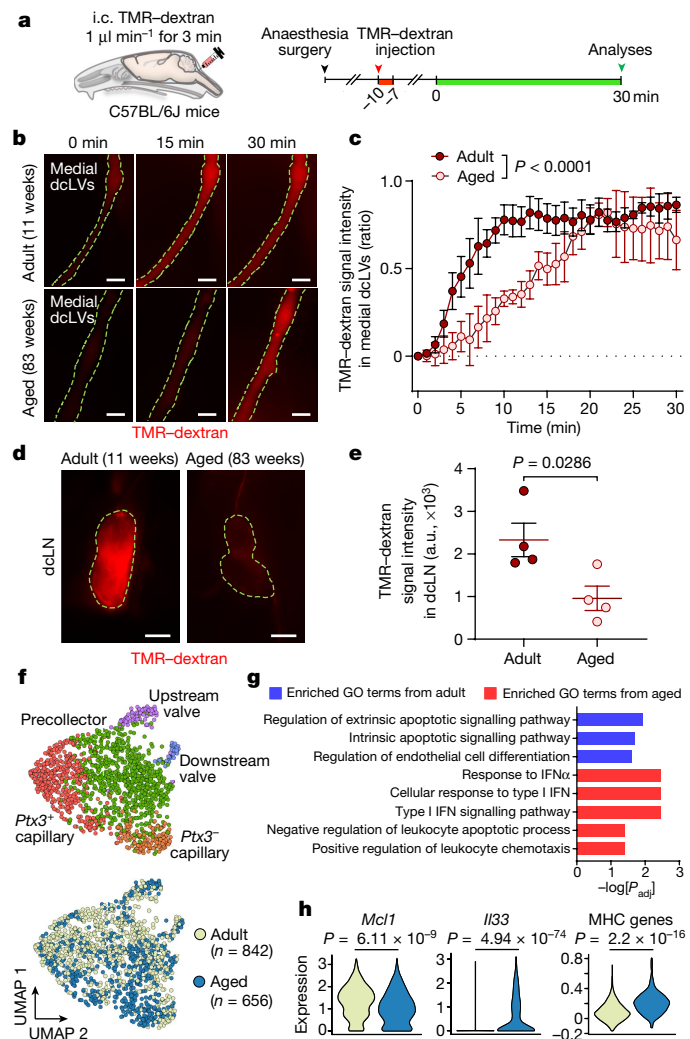 a
i.c. TMR–dextran
1 μl min⁻¹ for 3 min
C57BL/6J mice
Anaesthesia surgery
TMR–dextran injection
Analyses
–10
–7
0
30 min
b
0 min 15 min 30 min
Adult (11 weeks)
Medial
dcLVs
Aged (83 weeks)
Medial
dcLVs
TMR–dextran
c
Adult
Aged
P < 0.0001
TMR–dextran signal intensity
in medial dcLVs (ratio)
1.0
0.5
0
0 5 10 15 20 25 30
Time (min)
d
Adult (11 weeks) Aged (83 weeks)
dcLN
TMR–dextran
e
P = 0.0286
TMR–dextran
signal intensity
in dcLN (a.u., ×10³)
4
3
2
1
0
Adult Aged
f
Upstream
valve
Precollector
Downstream
valve
Ptx3⁺
capillary
Ptx3⁻
capillary
Adult
(n = 842)
Aged
(n = 656)
UMAP 1
UMAP 2
g
Enriched GO terms from adult Enriched GO terms from aged
Regulation of extrinsic apoptotic signalling pathway
Intrinsic apoptotic signalling pathway
Regulation of endothelial cell differentiation
Response to IFNα
Cellular response to type I IFN
Type I IFN signalling pathway
Negative regulation of leukocyte apoptotic process
Positive regulation of leukocyte chemotaxis
0 1 2 3
–log[Padj]
h
Mcl1 Il33 MHC genes
P = 6.11 × 10⁻⁹ P = 4.94 × 10⁻⁷⁴ P = 2.2 × 10⁻¹⁶
Expression
3
2
1
0
3
2
1
0
0.8
0.4
0
–0.2